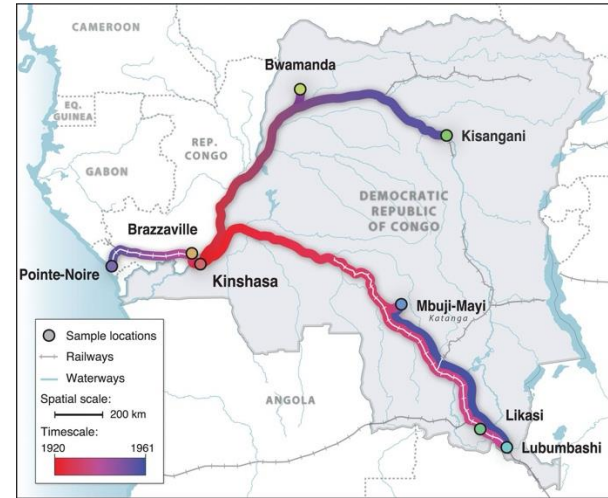 CAMEROON
Bwamanda
EQ.
GUINEA
REP.
CONGO
Kisangani
GABON
DEMOCRATIC
REPUBLIC
OF CONGO
Brazzaville
Pointe-Noire
Kinshasa
Mbuji-Mayi
Katanga
Sample locations
Railways
Waterways
Spatial scale:
200 km
Timescale:
1920 1961
ANGOLA
Likasi
Lubumbashi